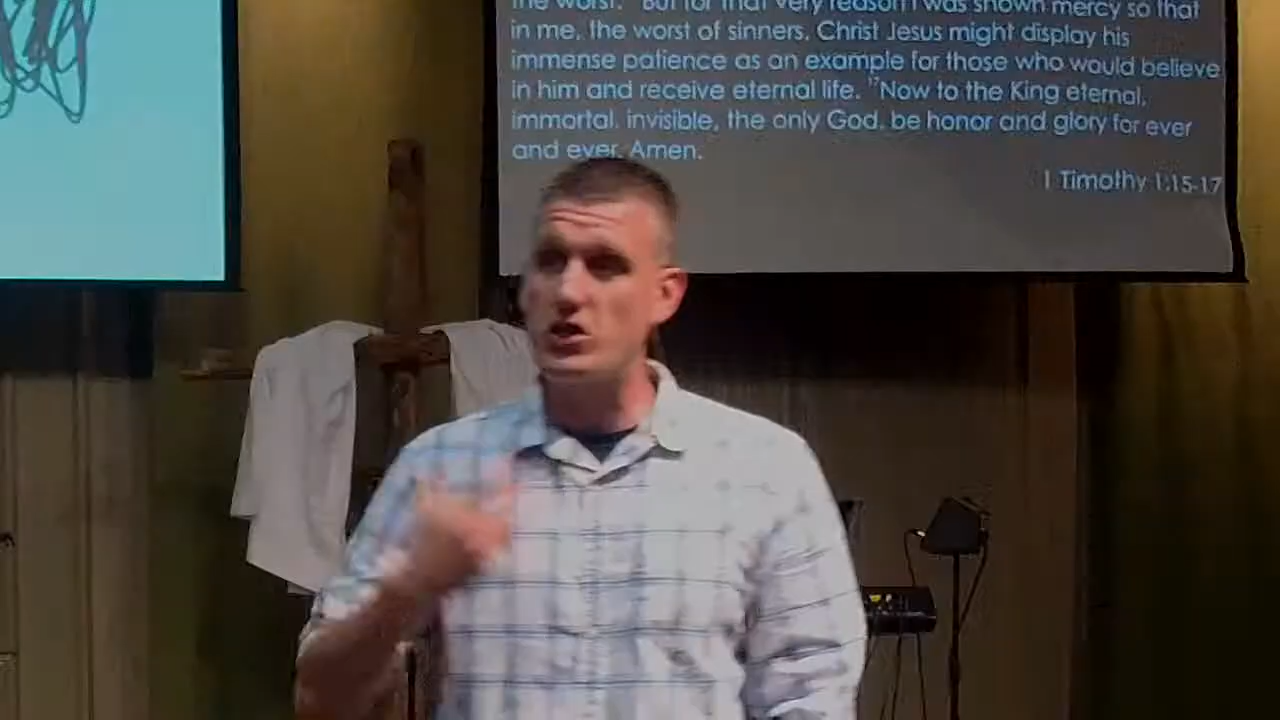 the worst. But for that very reason I was shown mercy so that
in me, the worst of sinners, Christ Jesus might display his
immense patience as an example for those who would believe
in him and receive eternal life. 17Now to the King eternal,
immortal, invisible, the only God, be honor and glory for ever
and ever. Amen.
1 Timothy 1:15-17